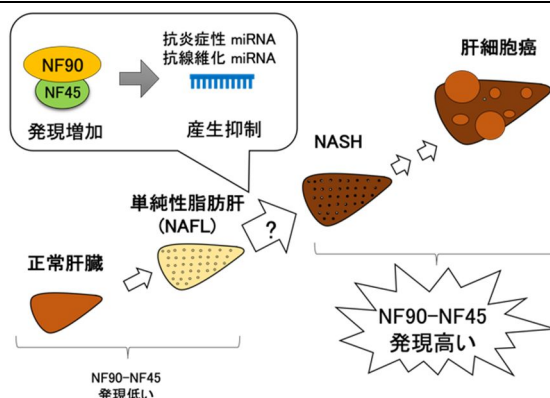 NF90
NF45
発現増加
抗炎症性 miRNA
抗線維化 miRNA
産生抑制
肝細胞癌
NASH
単純性脂肪肝
(NAFL)
?
正常肝臓
NF90-NF45
発現高い
NF90-NF45
発現低い